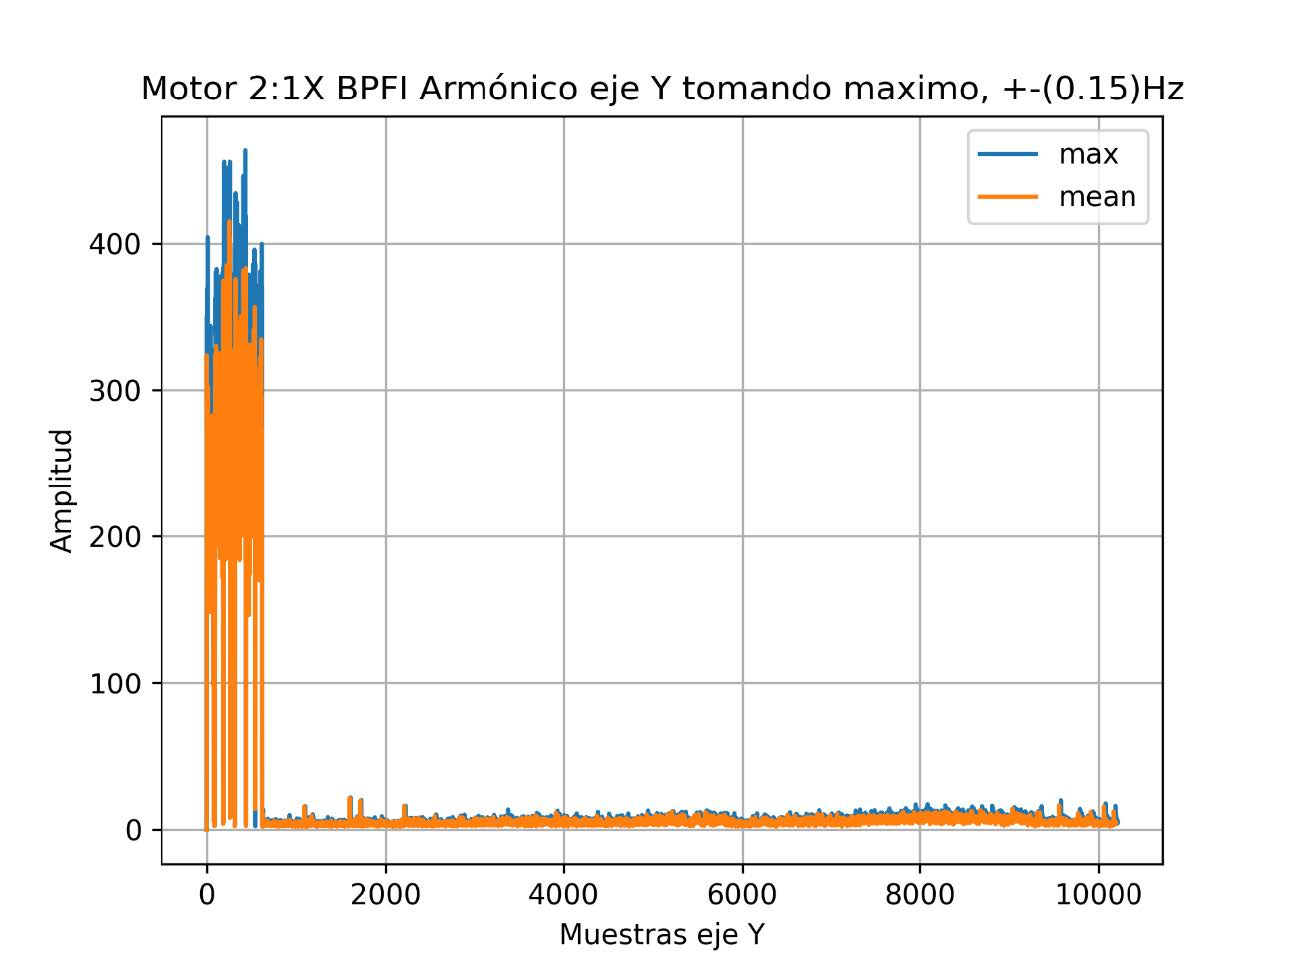 Motor 2:1X BPFI Armónico eje Y tomando maximo, +-(0.15)Hz
max
mean
400
300
200
100
0
Amplitud
0 2000 4000 6000 8000 10000
Muestras eje Y